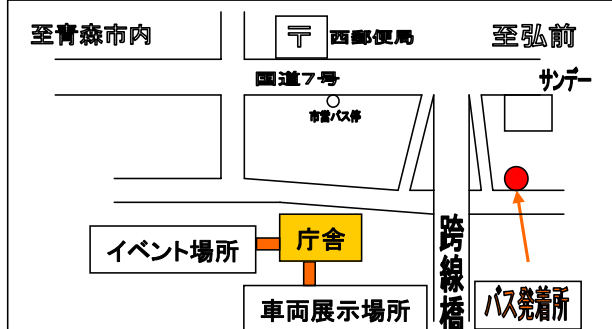 至青森市内
〒 西郵便局
至弘前
国道7号
サンデー
市営バス停
跨線橋
庁舎
イベント場所
車両展示場所
バス発着所